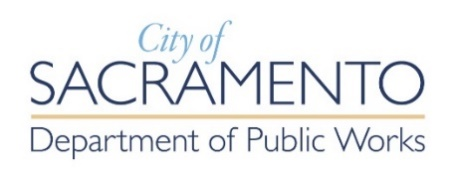 City of
SACRAMENTO
Department of Public Works